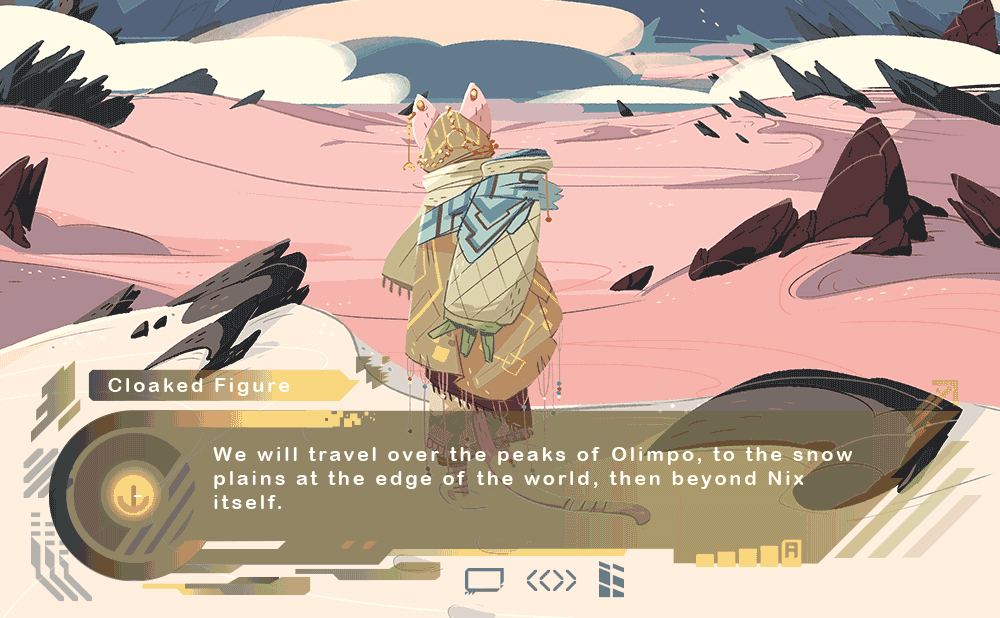 Cloaked Figure
We will travel over the peaks of Olimpo, to the snow
plains at the edge of the world, then beyond Nix
itself.
A